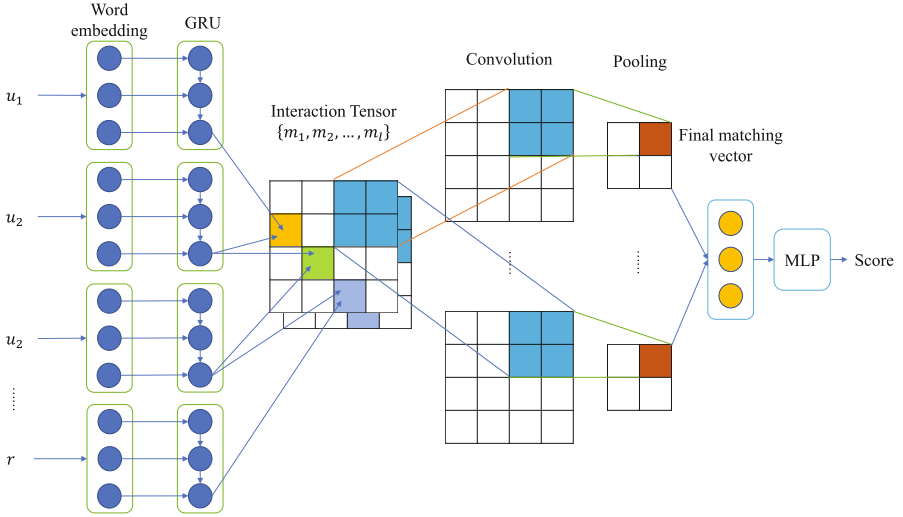 Word
embedding
GRU
u₁
u₂
u₂
......
r
Interaction Tensor
{m₁, m₂, ..., mₗ}
Convolution
Pooling
......
......
Final matching
vector
MLP
Score